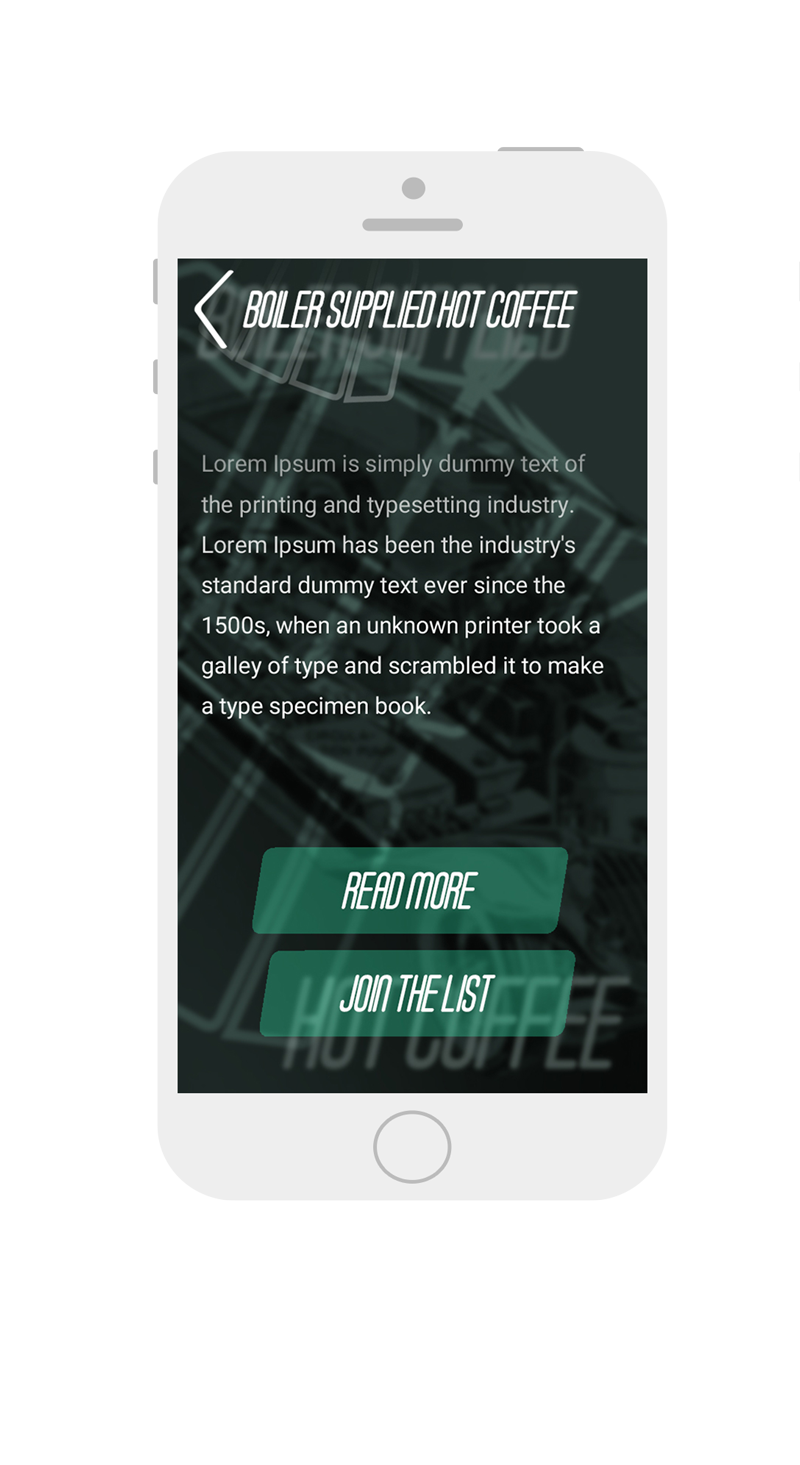 BOILER SUPPLIED HOT COFFEE
BOILER SUPPLIED
Lorem Ipsum is simply dummy text of
the printing and typesetting industry.
Lorem Ipsum has been the industry's
standard dummy text ever since the
1500s, when an unknown printer took a
galley of type and scrambled it to make
a type specimen book.
READ MORE
JOIN THE LIST
HOT COFFEE